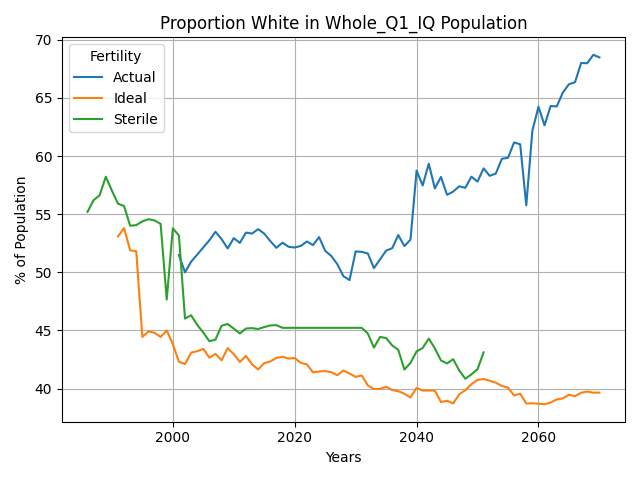 Proportion White in Whole_Q1_IQ Population
70
65
60
55
50
45
40
% of Population
Fertility
Actual
Ideal
Sterile
2000
2020
2040
2060
Years